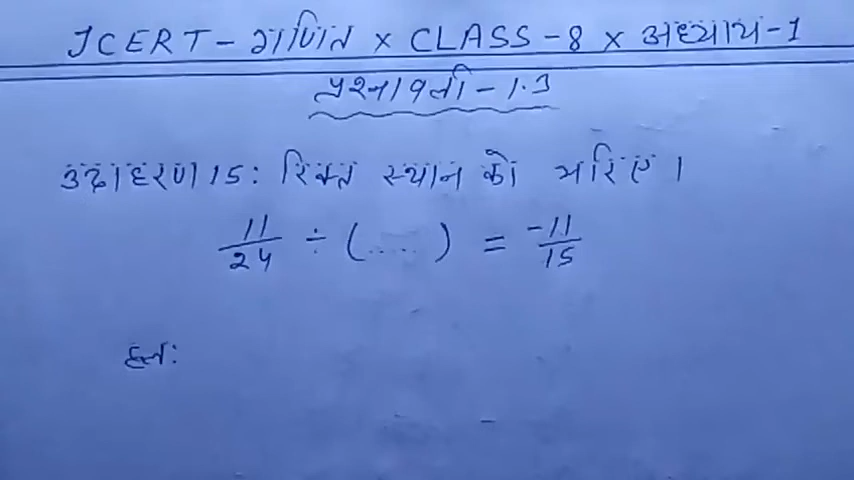 JCERT - गणित × CLASS - 8 × अध्याय - 1
प्रश्नावली - 1.3
उदाहरण 15: रिक्त स्थान को भरिए।
11/24 ÷ (.....) = -11/15
हल: